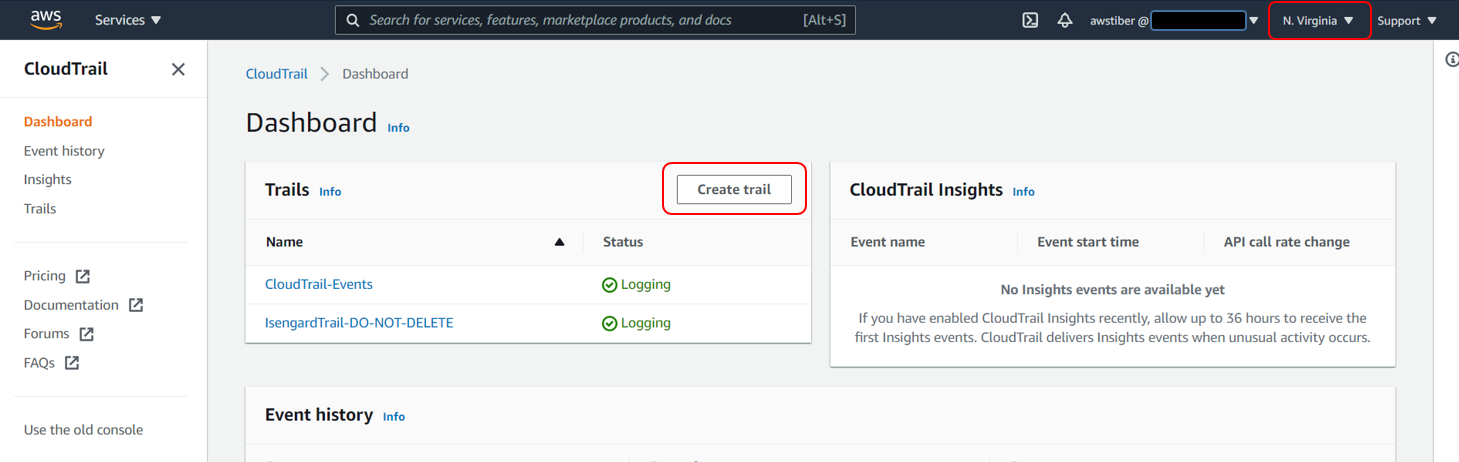 aws Services Search for services, features, marketplace products, and docs [Alt+S] awstiber @ N. Virginia Support
CloudTrail
Dashboard
Event history
Insights
Trails
Pricing
Documentation
Forums
FAQs
Use the old console
CloudTrail Dashboard
Dashboard Info
Trails Info Create trail
Name Status
CloudTrail-Events Logging
IsengardTrail-DO-NOT-DELETE Logging
CloudTrail Insights Info
Event name Event start time API call rate change
No Insights events are available yet
If you have enabled CloudTrail Insights recently, allow up to 36 hours to receive the
first Insights events. CloudTrail delivers Insights events when unusual activity occurs.
Event history Info